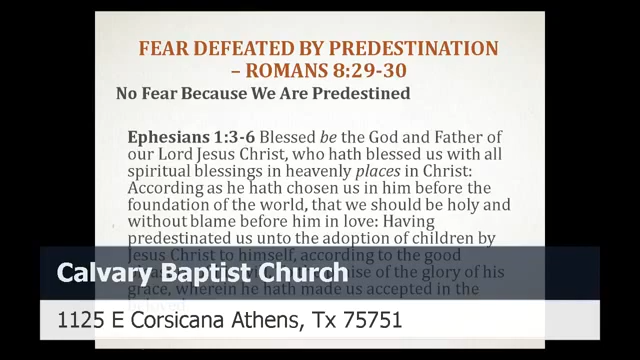 FEAR DEFEATED BY PREDESTINATION
– ROMANS 8:29-30
No Fear Because We Are Predestined
Ephesians 1:3-6 Blessed be the God and Father of
our Lord Jesus Christ, who hath blessed us with all
spiritual blessings in heavenly places in Christ:
According as he hath chosen us in him before the
foundation of the world, that we should be holy and
without blame before him in love: Having
predestinated us unto the adoption of children by
Jesus Christ to himself, according to the good
of the glory of his
grace, wherein he hath made us accepted in the
Calvary Baptist Church
1125 E Corsicana Athens, Tx 75751